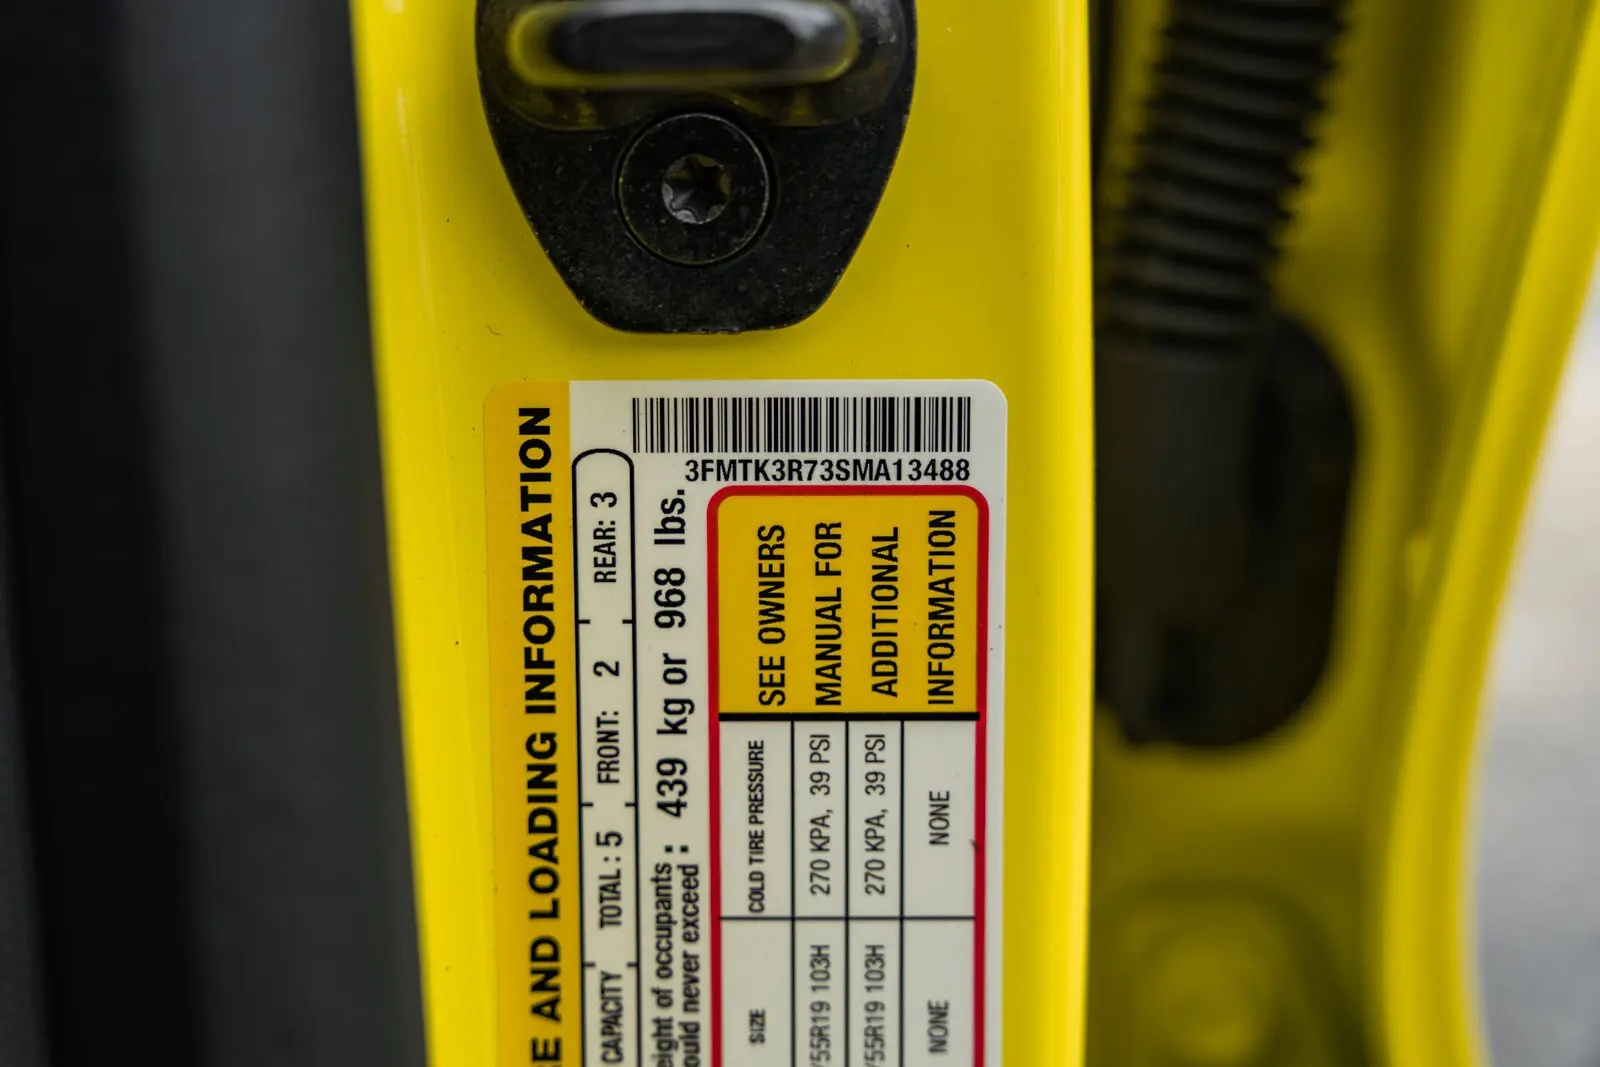 3FMTK3R73SMA13488
E AND LOADING INFORMATION
CAPACITY TOTAL : 5 FRONT: 2 REAR: 3
eight of occupants
ould never exceed : 439 kg or 968 lbs.
SIZE COLD TIRE PRESSURE SEE OWNERS
/55R19 103H 270 KPA, 39 PSI MANUAL FOR
/55R19 103H 270 KPA, 39 PSI ADDITIONAL
NONE NONE INFORMATION